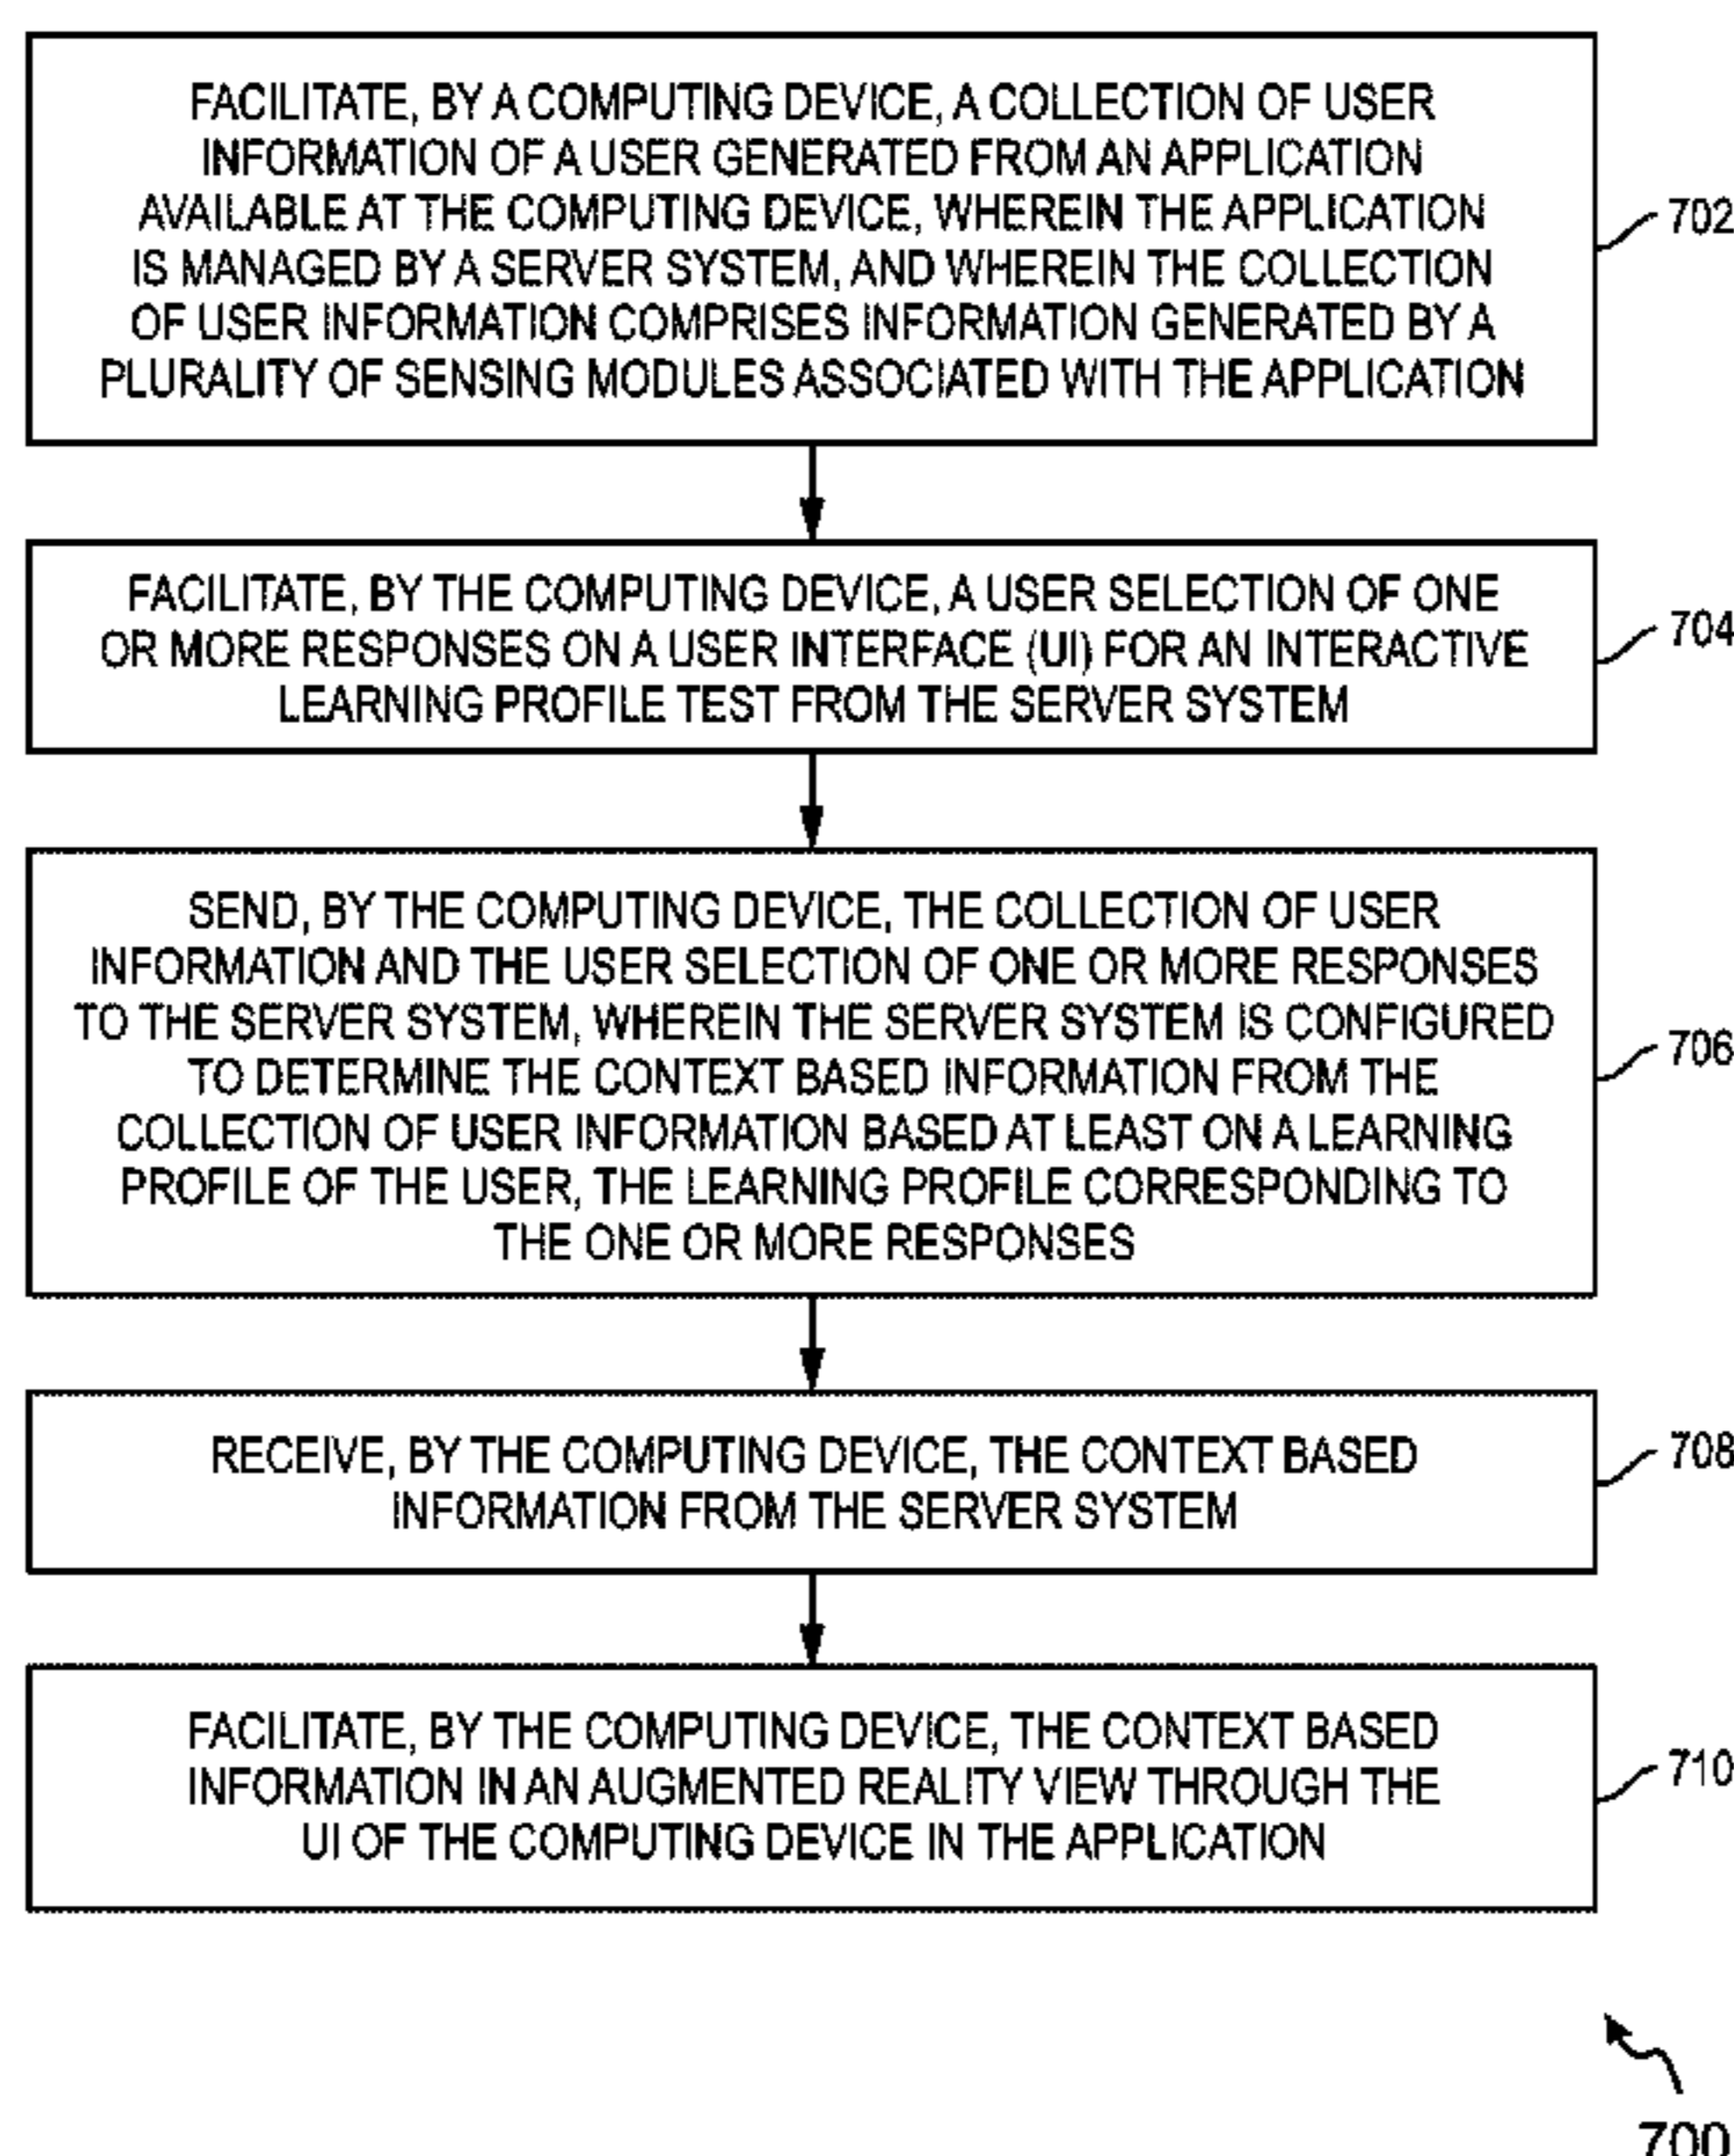 FACILITATE, BY A COMPUTING DEVICE, A COLLECTION OF USER
INFORMATION OF A USER GENERATED FROM AN APPLICATION
AVAILABLE AT THE COMPUTING DEVICE, WHEREIN THE APPLICATION
IS MANAGED BY A SERVER SYSTEM, AND WHEREIN THE COLLECTION
OF USER INFORMATION COMPRISES INFORMATION GENERATED BY A
PLURALITY OF SENSING MODULES ASSOCIATED WITH THE APPLICATION
702
FACILITATE, BY THE COMPUTING DEVICE, A USER SELECTION OF ONE
OR MORE RESPONSES ON A USER INTERFACE (UI) FOR AN INTERACTIVE
LEARNING PROFILE TEST FROM THE SERVER SYSTEM
704
SEND, BY THE COMPUTING DEVICE, THE COLLECTION OF USER
INFORMATION AND THE USER SELECTION OF ONE OR MORE RESPONSES
TO THE SERVER SYSTEM, WHEREIN THE SERVER SYSTEM IS CONFIGURED
TO DETERMINE THE CONTEXT BASED INFORMATION FROM THE
COLLECTION OF USER INFORMATION BASED AT LEAST ON A LEARNING
PROFILE OF THE USER, THE LEARNING PROFILE CORRESPONDING TO
THE ONE OR MORE RESPONSES
706
RECEIVE, BY THE COMPUTING DEVICE, THE CONTEXT BASED
INFORMATION FROM THE SERVER SYSTEM
708
FACILITATE, BY THE COMPUTING DEVICE, THE CONTEXT BASED
INFORMATION IN AN AUGMENTED REALITY VIEW THROUGH THE
UI OF THE COMPUTING DEVICE IN THE APPLICATION
710
700